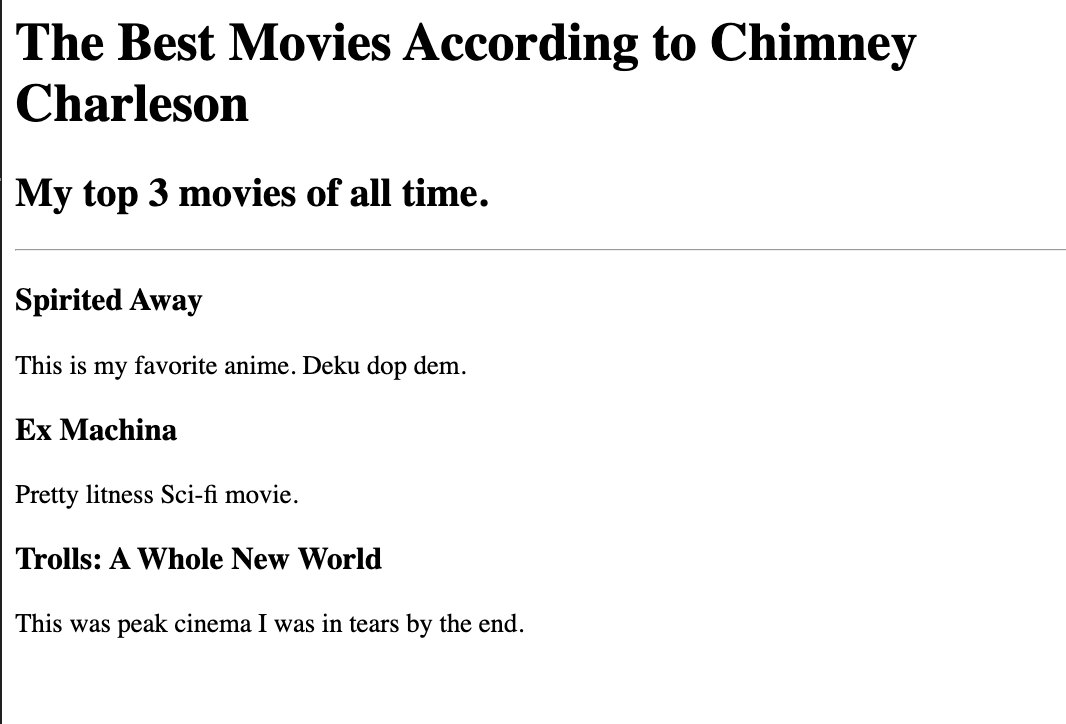 The Best Movies According to Chimney
Charleson
My top 3 movies of all time.
Spirited Away
This is my favorite anime. Deku dop dem.
Ex Machina
Pretty litness Sci-fi movie.
Trolls: A Whole New World
This was peak cinema I was in tears by the end.